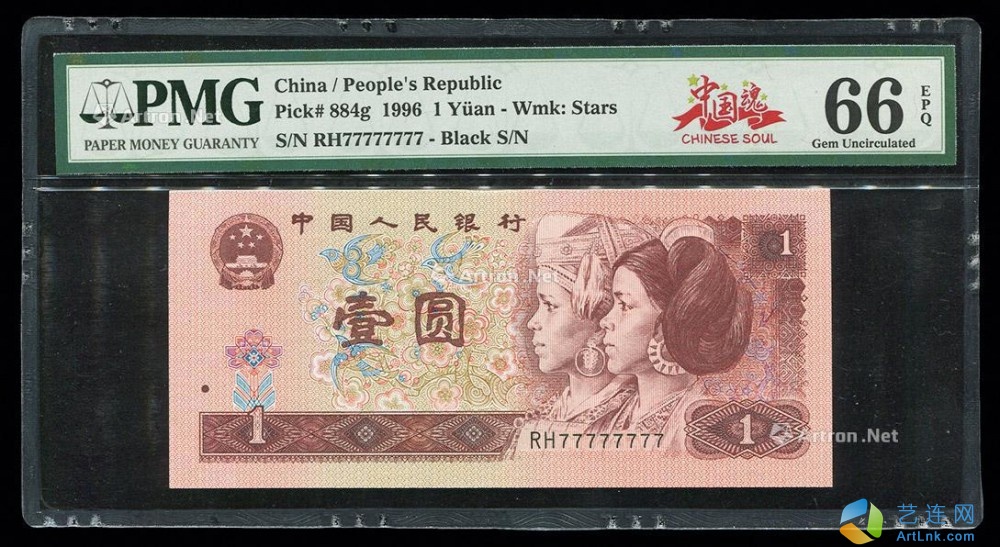 PMG
PAPER MONEY GUARANTY
China / People's Republic
Pick# 884g 1996 1 Yüan - Wmk: Stars
S/N RH77777777 - Black S/N
中国魂
CHINESE SOUL
66
EPQ
Gem Uncirculated
中国人民银行
1
Artron.Net
Artron.Net
壹圆
1
RH77777777
1
Artron.Net
艺连网
ArtLnk.com